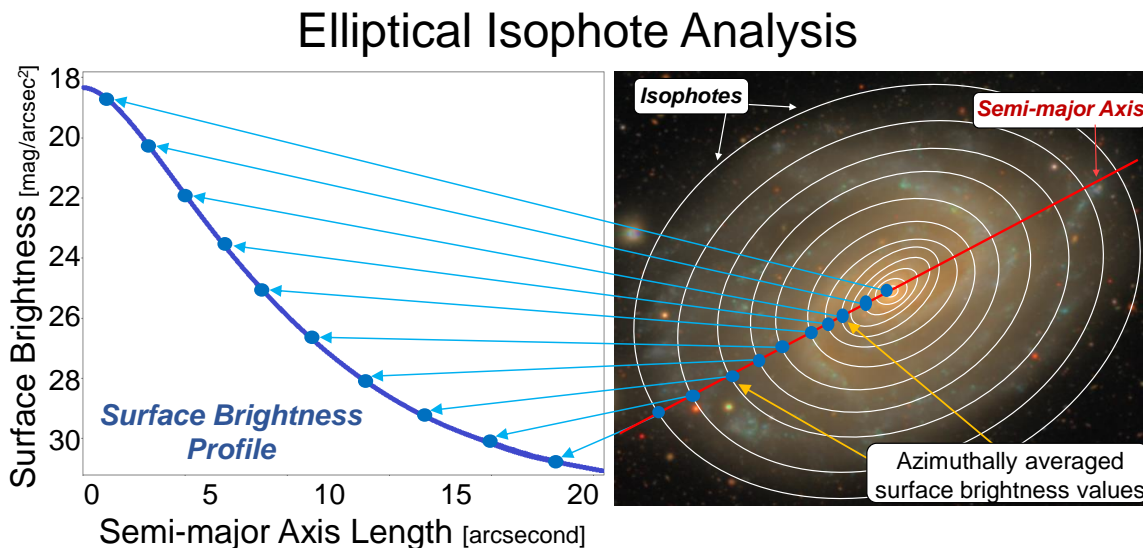 Elliptical Isophote Analysis
Surface Brightness [mag/arcsec²]
18
20
22
24
26
28
30
Surface Brightness
Profile
0
5
10
15
20
Semi-major Axis Length [arcsecond]
Isophotes
Semi-major Axis
Azimuthally averaged
surface brightness values